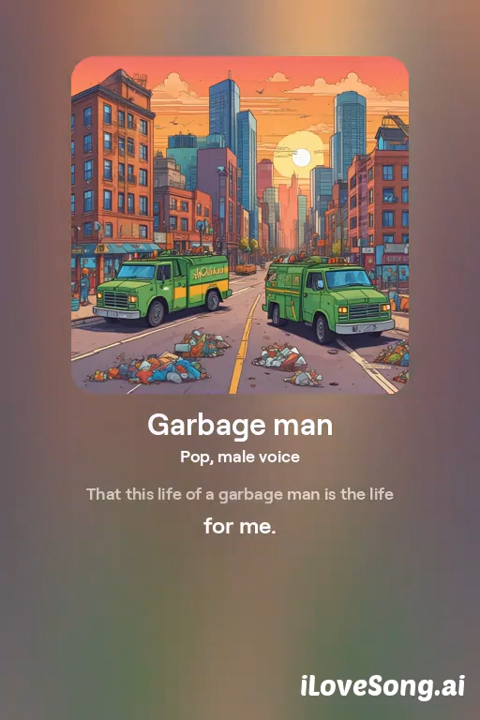 Garbage man
Pop, male voice
That this life of a garbage man is the life
for me.
iLoveSong.ai